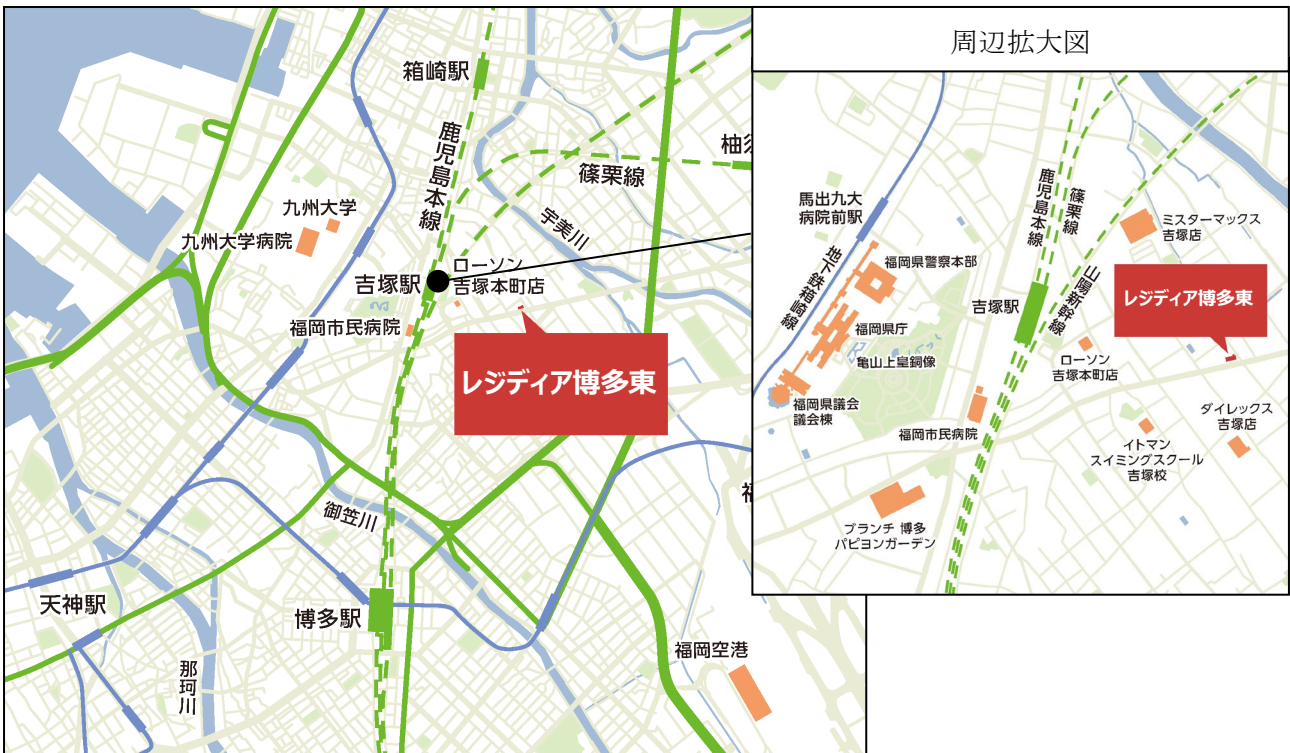 箱崎駅
鹿児島本線
篠栗線
九州大学
九州大学病院
宇美川
吉塚駅
ローソン
吉塚本町店
福岡市民病院
レジディア博多東
御笠川
天神駅
博多駅
那珂川
福岡空港
周辺拡大図
馬出九大
病院前駅
地下鉄箱崎線
鹿児島本線
篠栗線
山陽新幹線
ミスターマックス
吉塚店
福岡県警察本部
レジディア博多東
吉塚駅
福岡県庁
亀山上皇銅像
ローソン
吉塚本町店
福岡県議会
議会棟
福岡市民病院
ダイレックス
吉塚店
イトマン
スイミングスクール
吉塚校
ブランチ 博多
パピヨンガーデン